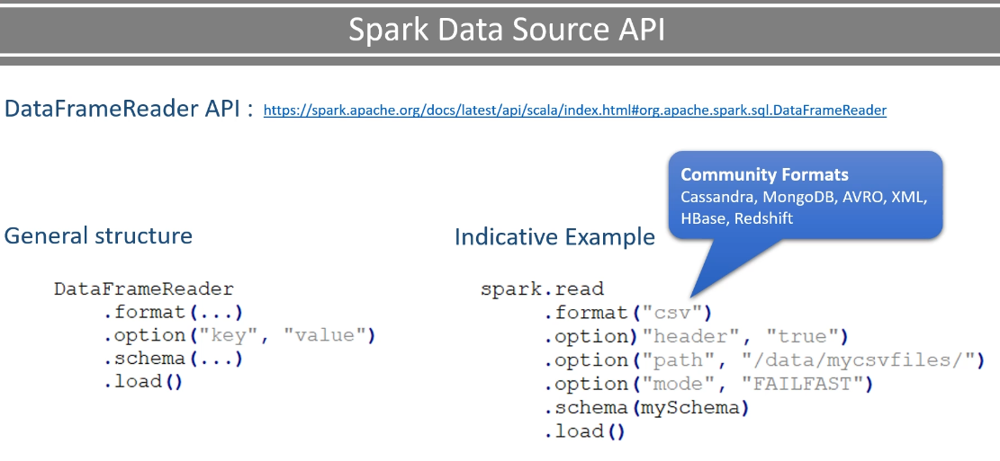 Spark Data Source API
DataFrameReader API : https://spark.apache.org/docs/latest/api/scala/index.html#org.apache.spark.sql.DataFrameReader
Community Formats
Cassandra, MongoDB, AVRO, XML,
HBase, Redshift
General structure
DataFrameReader
.format(...)
.option("key", "value")
.schema(...)
.load()
Indicative Example
spark.read
.format("csv")
.option)"header", "true")
.option("path", "/data/mycsvfiles/")
.option("mode", "FAILFAST")
.schema(mySchema)
.load()